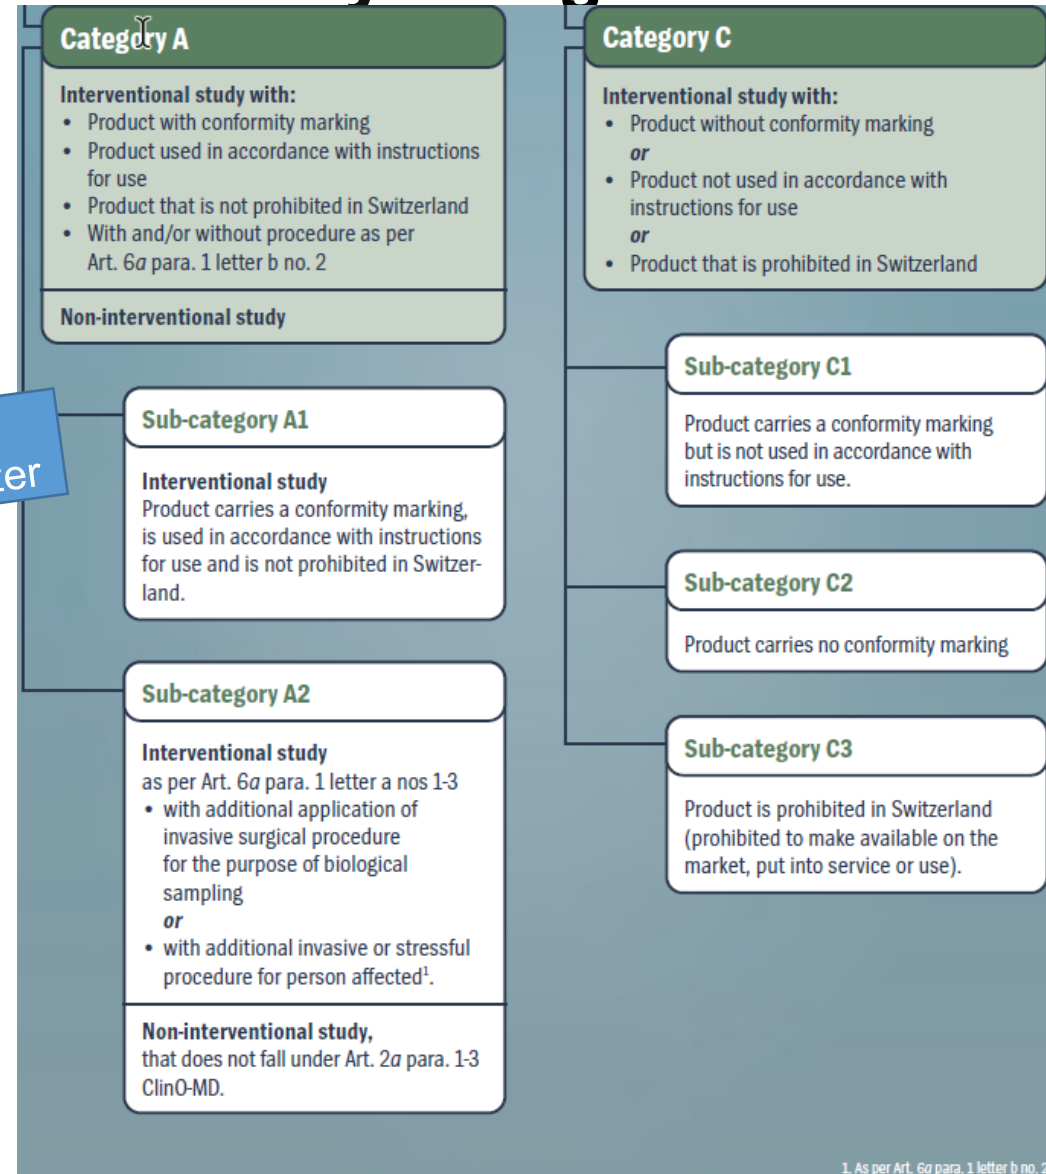 Category A
Interventional study with:
• Product with conformity marking
• Product used in accordance with instructions
for use
• Product that is not prohibited in Switzerland
• With and/or without procedure as per
Art. 6a para. 1 letter b no. 2
Non-interventional study
Sub-category A1
Interventional study
Product carries a conformity marking,
is used in accordance with instructions
for use and is not prohibited in Switzer-
land.
Sub-category A2
Interventional study
as per Art. 6a para. 1 letter a nos 1-3
• with additional application of
invasive surgical procedure
for the purpose of biological
sampling
or
• with additional invasive or stressful
procedure for person affected¹.
Non-interventional study,
that does not fall under Art. 2a para. 1-3
ClinO-MD.
Category C
Interventional study with:
• Product without conformity marking
or
• Product not used in accordance with
instructions for use
or
• Product that is prohibited in Switzerland
Sub-category C1
Product carries a conformity marking
but is not used in accordance with
instructions for use.
Sub-category C2
Product carries no conformity marking
Sub-category C3
Product is prohibited in Switzerland
(prohibited to make available on the
market, put into service or use).
1. As per Art. 6a para. 1 letter b no. 2